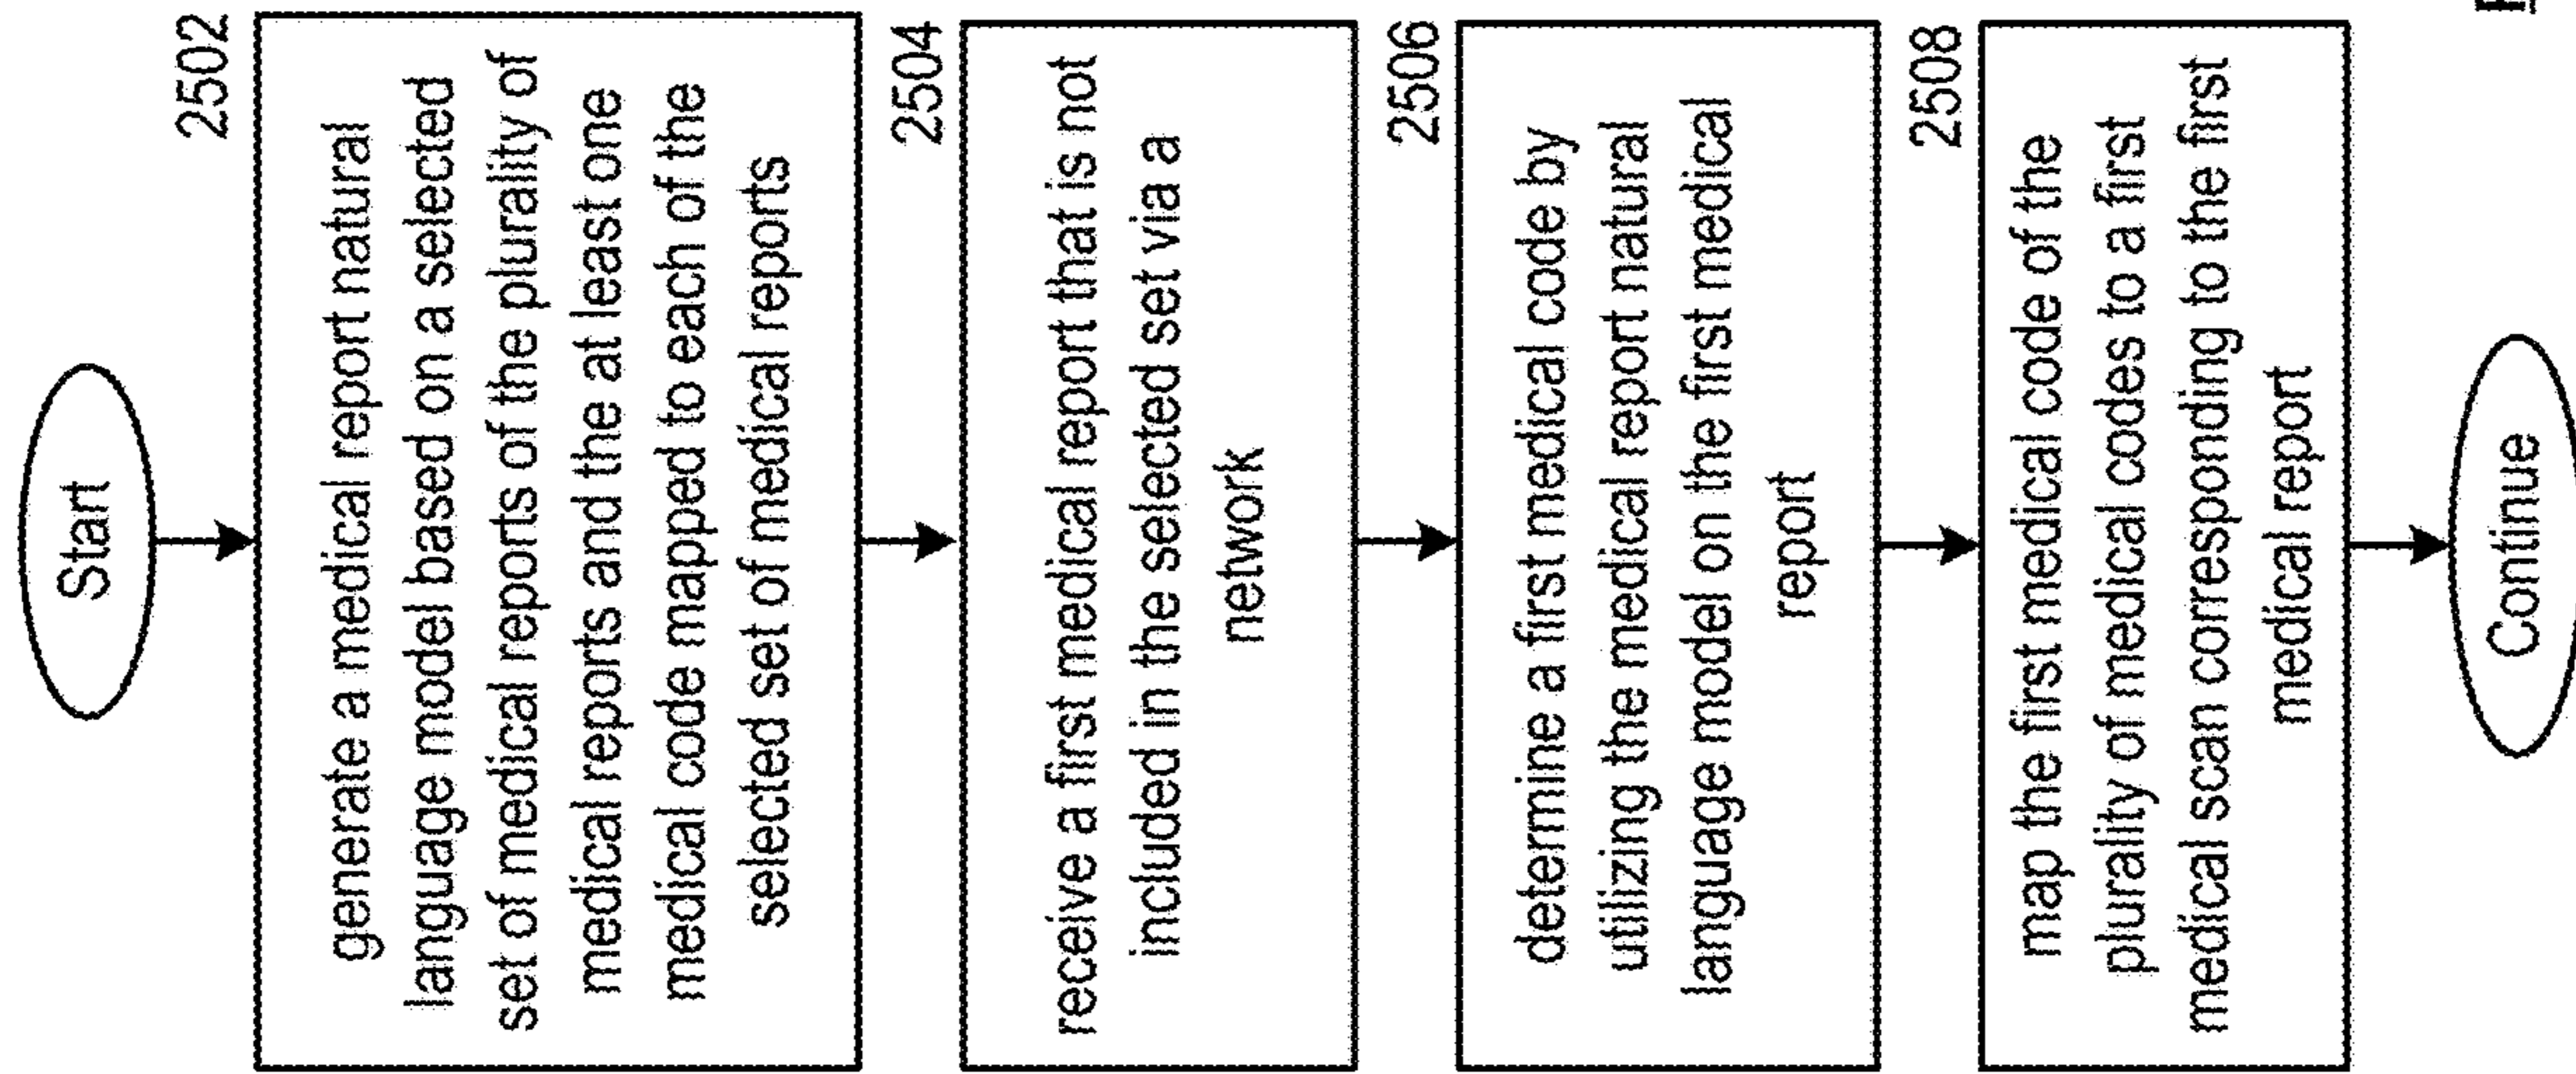 Start
2502
generate a medical report natural
language model based on a selected
set of medical reports of the plurality of
medical reports and the at least one
medical code mapped to each of the
selected set of medical reports
2504
receive a first medical report that is not
included in the selected set via a
network
2506
determine a first medical code by
utilizing the medical report natural
language model on the first medical
report
2508
map the first medical code of the
plurality of medical codes to a first
medical scan corresponding to the first
medical report
Continue